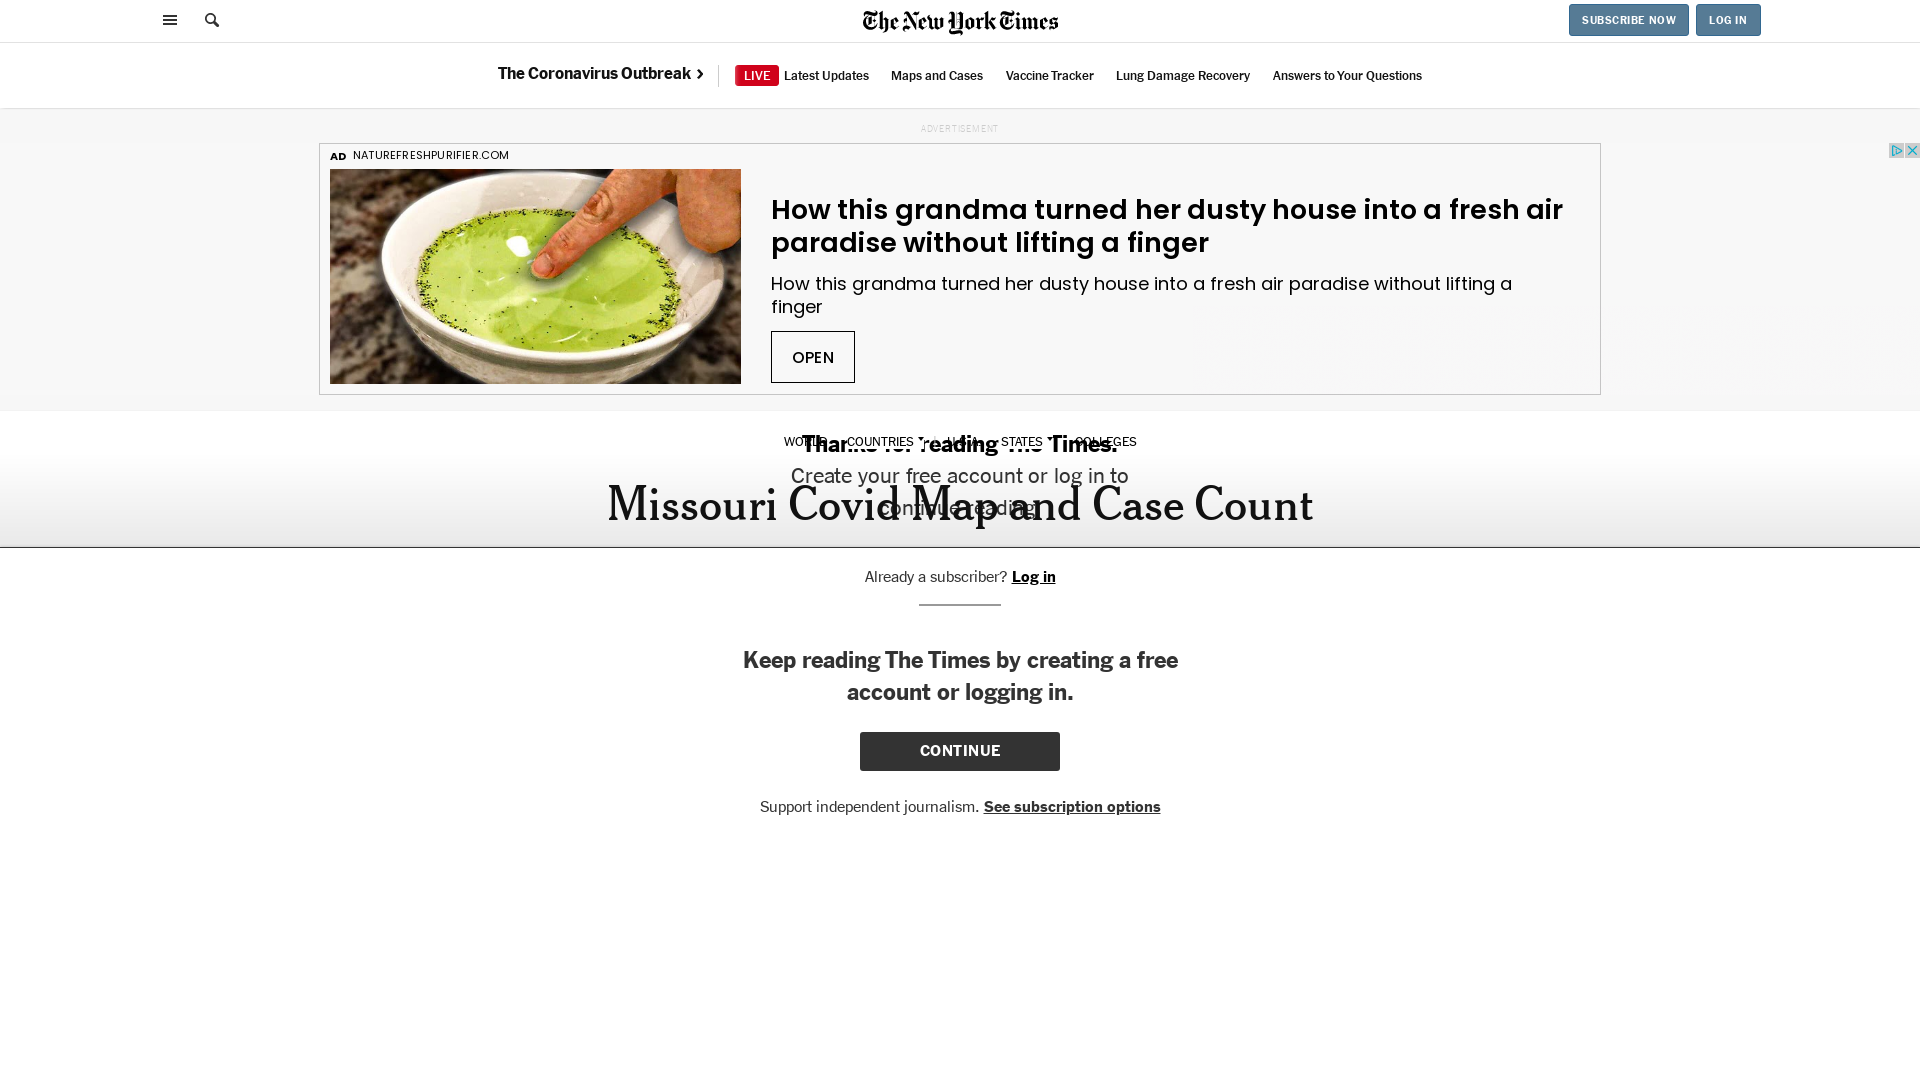 The New York Times
SUBSCRIBE NOW
LOG IN
The Coronavirus Outbreak
LIVE Latest Updates
Maps and Cases
Vaccine Tracker
Lung Damage Recovery
Answers to Your Questions
ADVERTISEMENT
AD NATUREFRESHPURIFIER.COM
How this grandma turned her dusty house into a fresh air
paradise without lifting a finger
How this grandma turned her dusty house into a fresh air paradise without lifting a
finger
OPEN
WORLD COUNTRIES U.S.A. STATES COLLEGES
reading Times.
Create your free account or log in to
continue reading.
Missouri Covid Map and Case Count
Already a subscriber? Log in
Keep reading The Times by creating a free
account or logging in.
CONTINUE
Support independent journalism. See subscription options